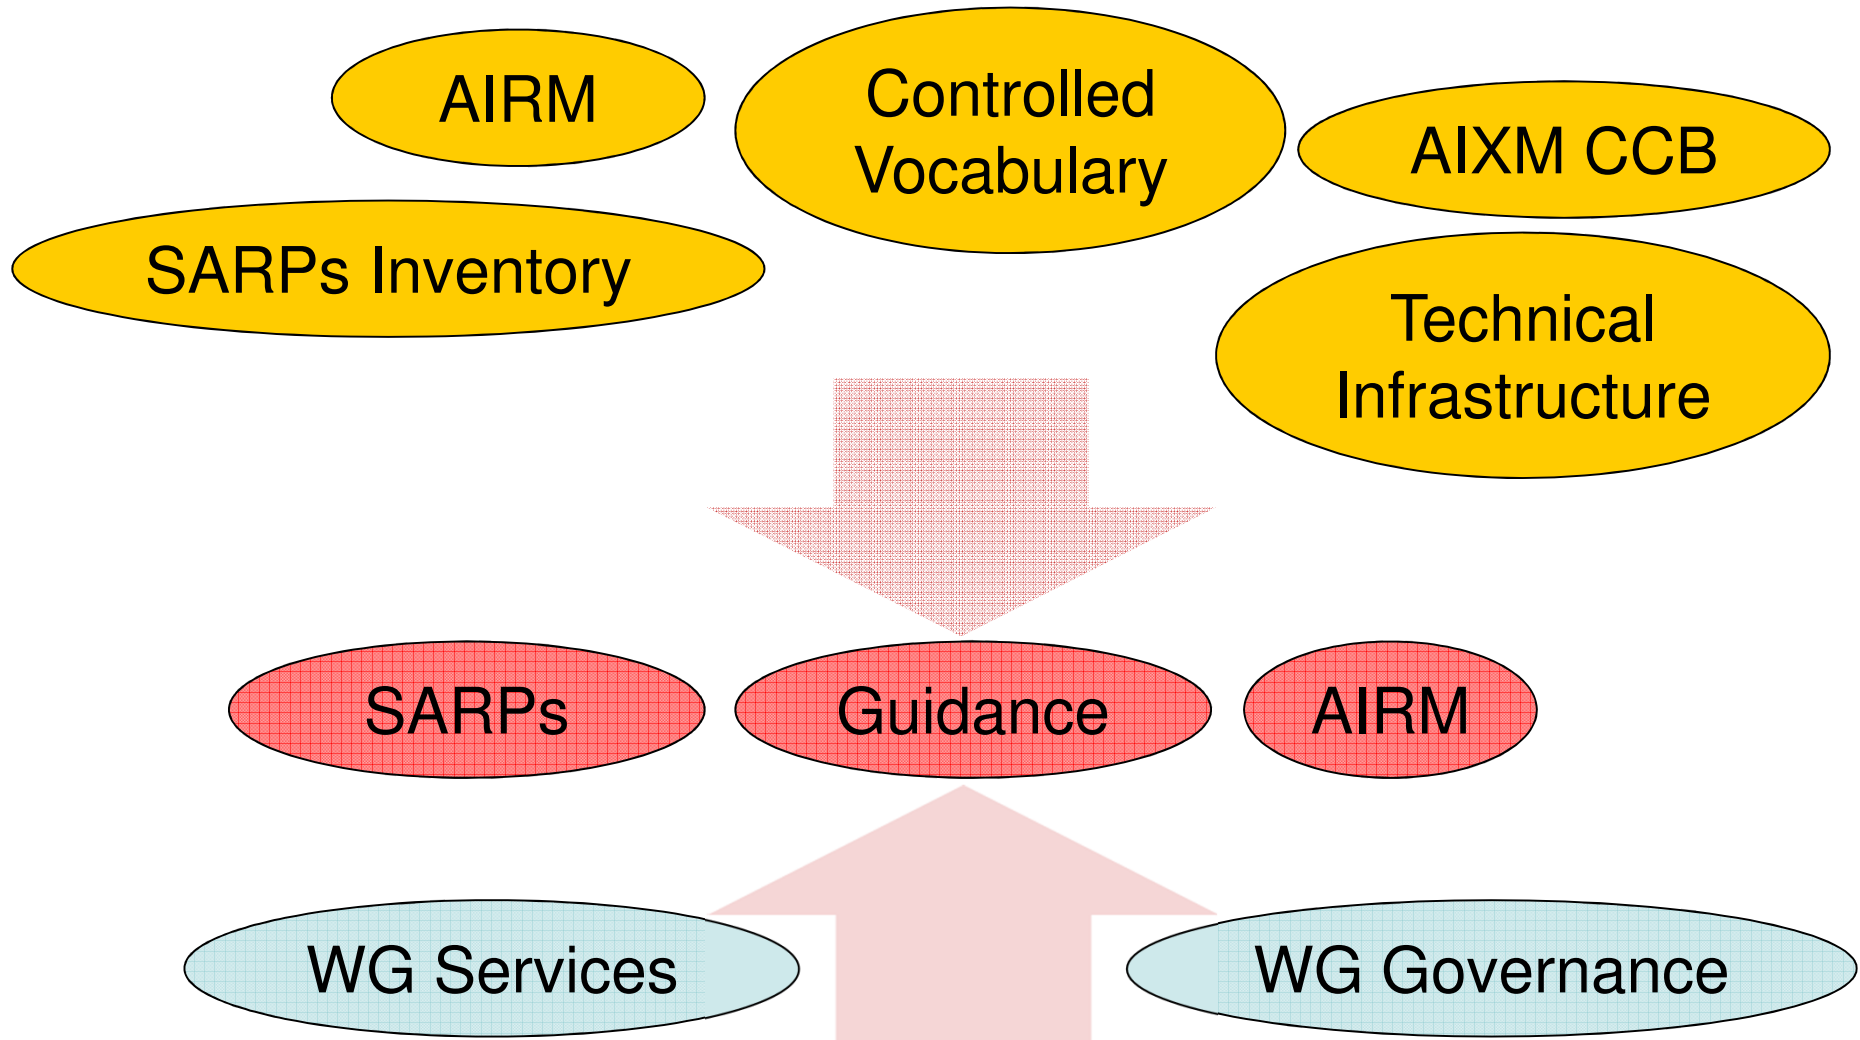 AIRM
Controlled
Vocabulary
AIXM CCB
SARPs Inventory
Technical
Infrastructure
SARPs
Guidance
AIRM
WG Services
WG Governance